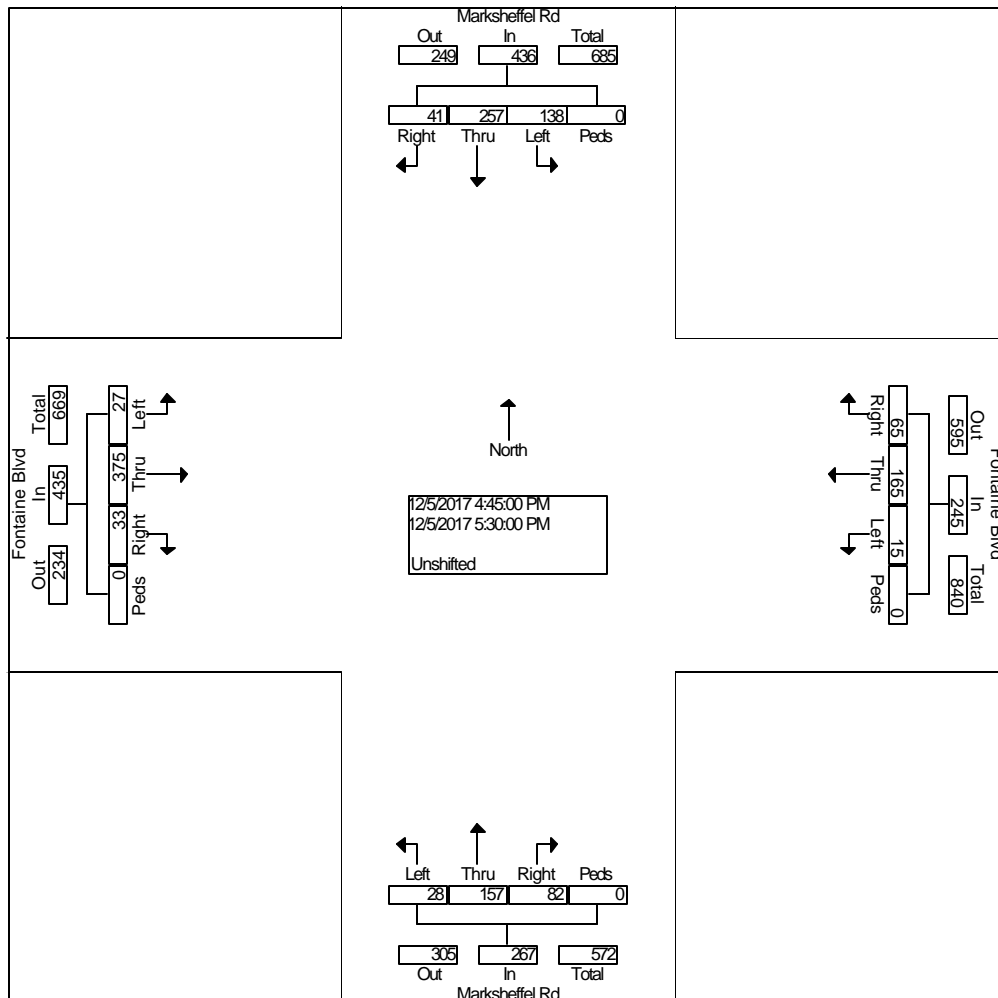 Marksheffel Rd
Out In Total
249 436 685
41 257 138 0
Right Thru Left Peds
Fontaine Blvd
Total In Out
669 435 234
27 375 33 0
Left Thru Right Peds
North
12/5/2017 4:45:00 PM
12/5/2017 5:30:00 PM
Unshifted
Right Thru Left Peds
65 165 15 0
Out In Total
595 245 840
Fontaine Blvd
Left Thru Right Peds
28 157 82 0
305 267 572
Out In Total
Marksheffel Rd